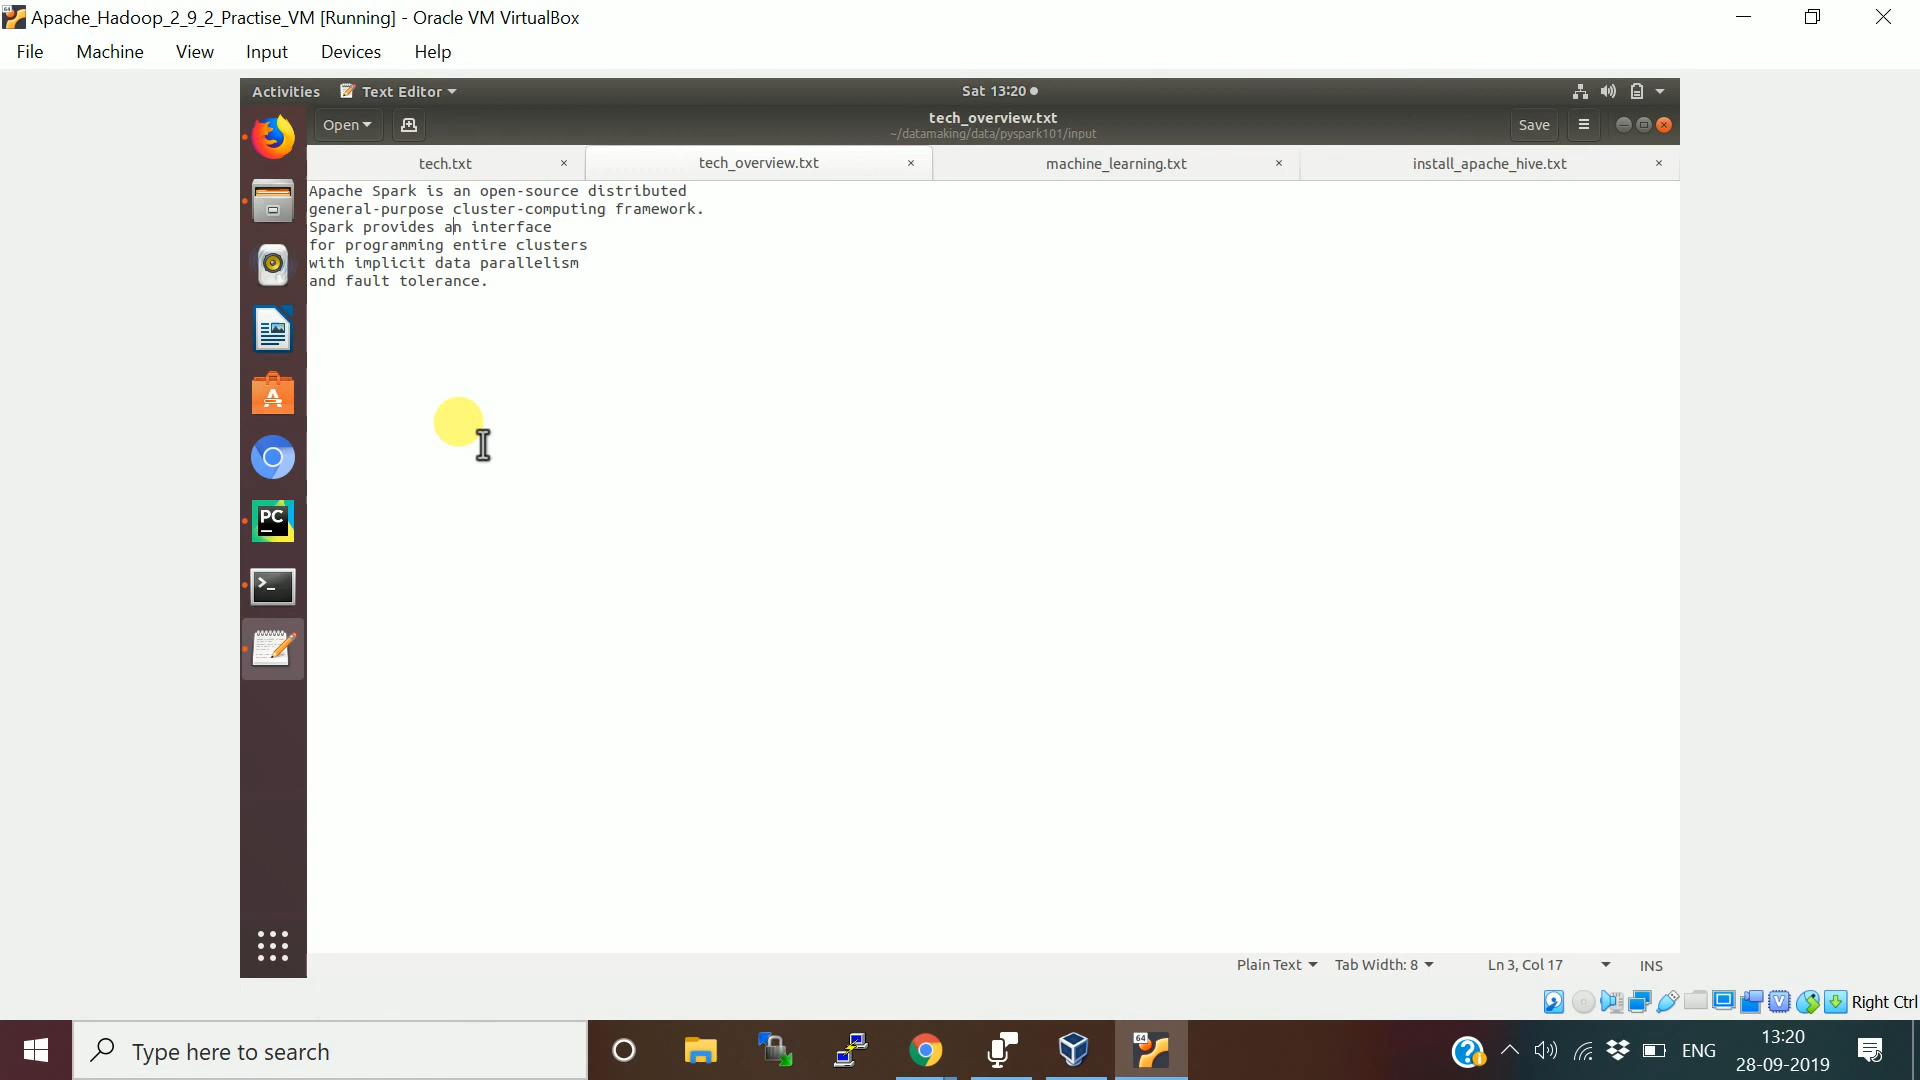 Apache_Hadoop_2_9_2_Practise_VM [Running] - Oracle VM VirtualBox
File Machine View Input Devices Help
Activities Text Editor Sat 13:20
Open tech_overview.txt Save
~/datamaking/data/pyspark101/input
tech.txt tech_overview.txt machine_learning.txt install_apache_hive.txt
Apache Spark is an open-source distributed
general-purpose cluster-computing framework.
Spark provides an interface
for programming entire clusters
with implicit data parallelism
and fault tolerance.
PC
Plain Text Tab Width: 8 Ln 3, Col 17 INS
Right Ctrl
Type here to search
64
ENG
13:20
28-09-2019